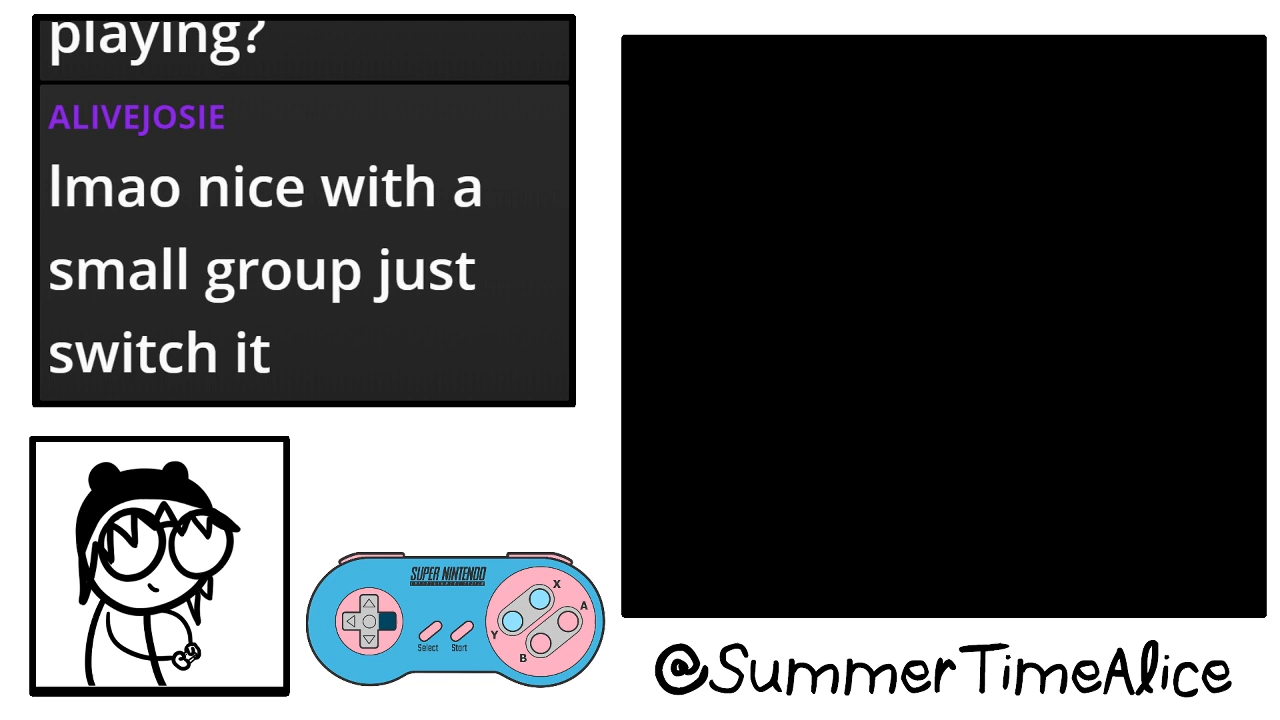 playing?
ALIVEJOSIE
lmao nice with a
small group just
switch it
SUPER NINTENDO
X
A
Y
B
Select
Start
@SummerTimeAlice